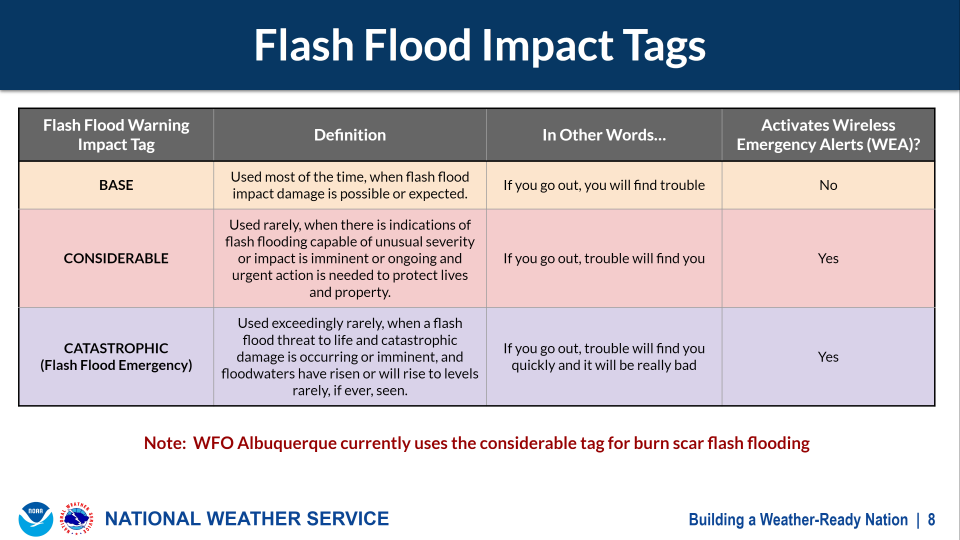 Flash Flood Impact Tags
Flash Flood Warning
Impact Tag
Definition
In Other Words...
Activates Wireless
Emergency Alerts (WEA)?
BASE
Used most of the time, when flash flood
impact damage is possible or expected.
If you go out, you will find trouble
No
CONSIDERABLE
Used rarely, when there is indications of
flash flooding capable of unusual severity
or impact is imminent or ongoing and
urgent action is needed to protect lives
and property.
If you go out, trouble will find you
Yes
CATASTROPHIC
(Flash Flood Emergency)
Used exceedingly rarely, when a flash
flood threat to life and catastrophic
damage is occurring or imminent, and
floodwaters have risen or will rise to levels
rarely, if ever, seen.
If you go out, trouble will find you
quickly and it will be really bad
Yes
Note: WFO Albuquerque currently uses the considerable tag for burn scar flash flooding
NOAA
NATIONAL WEATHER SERVICE
NATIONAL WEATHER SERVICE
Building a Weather-Ready Nation | 8